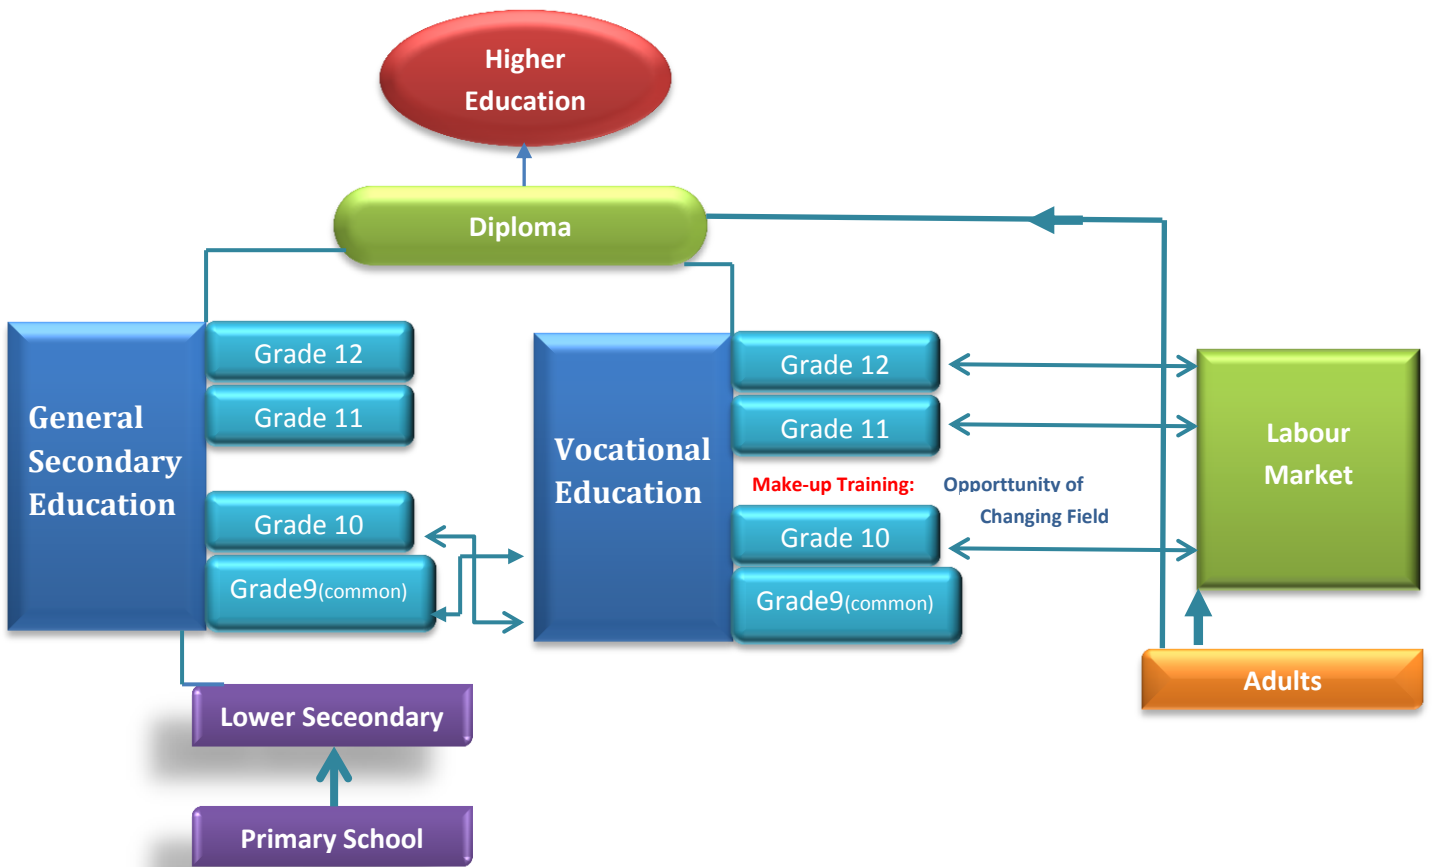 Higher
Education
Diploma
Grade 12
Grade 11
General
Secondary
Education
Grade 10
Grade9(common)
Grade 12
Grade 11
Vocational
Education
Make-up Training: Opporttunity of
Changing Field
Grade 10
Grade9(common)
Labour
Market
Adults
Lower Seceondary
Primary School